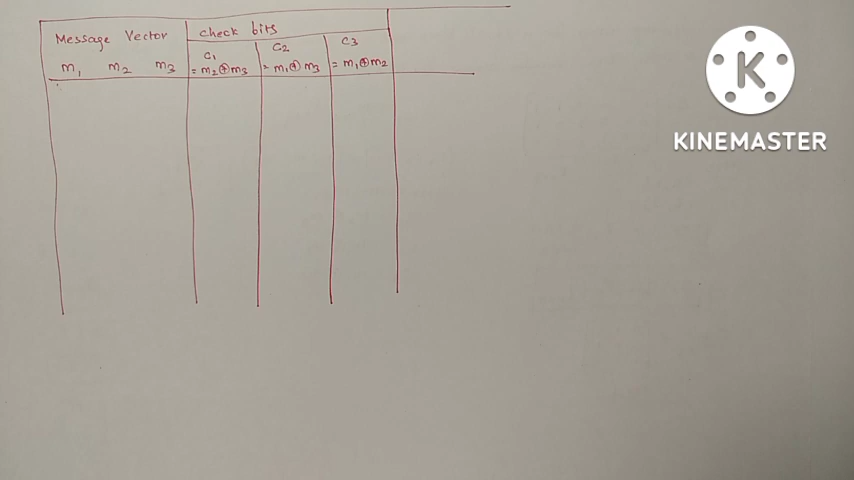 Message Vector
check bits
m1 m2 m3
C1
= m2⊕m3
C2
= m1⊕m3
C3
= m1⊕m2
K
KINEMASTER